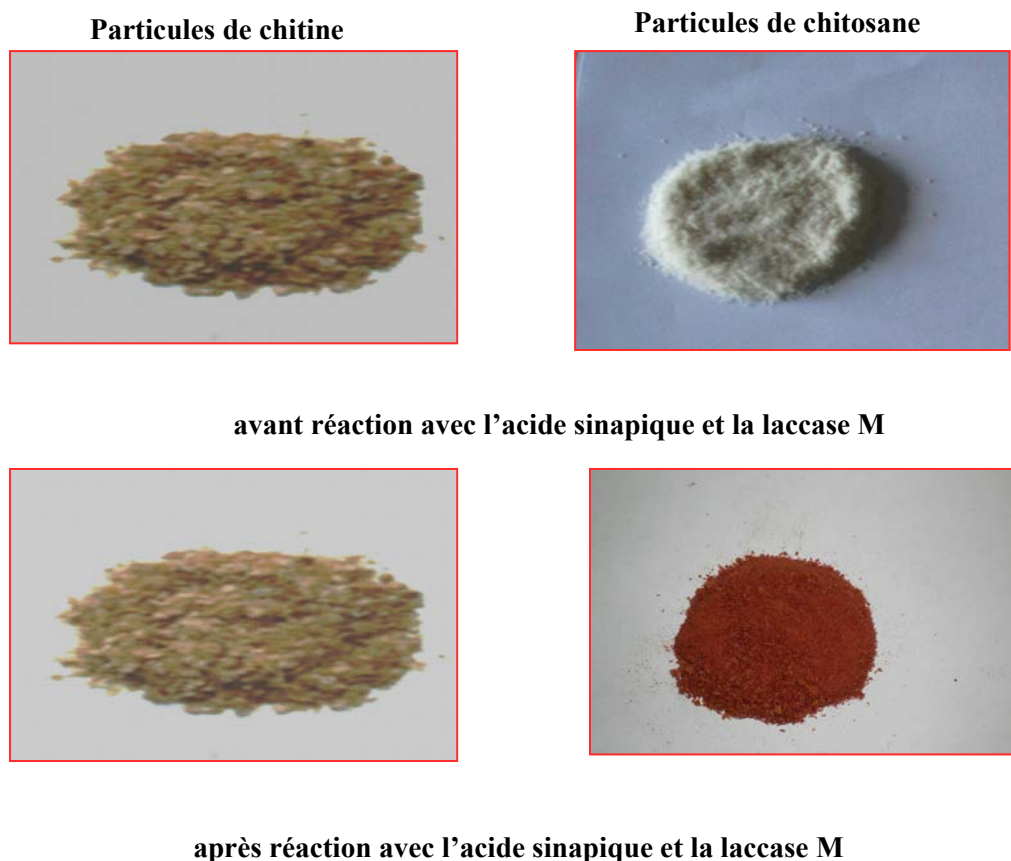 Particules de chitine
Particules de chitosane
avant réaction avec l’acide sinapique et la laccase M
après réaction avec l’acide sinapique et la laccase M